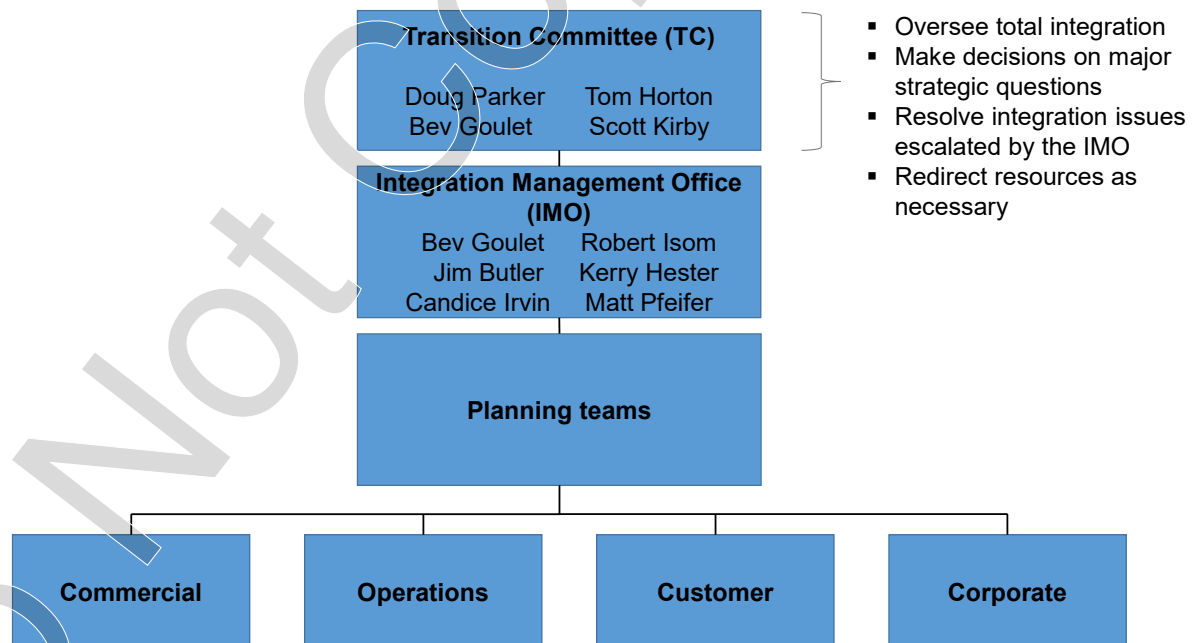 Transition Committee (TC)
Doug Parker Tom Horton
Bev Goulet Scott Kirby
▪ Oversee total integration
▪ Make decisions on major
strategic questions
▪ Resolve integration issues
escalated by the IMO
▪ Redirect resources as
necessary
Integration Management Office
(IMO)
Bev Goulet Robert Isom
Jim Butler Kerry Hester
Candice Irvin Matt Pfeifer
Planning teams
Commercial Operations Customer Corporate
Not